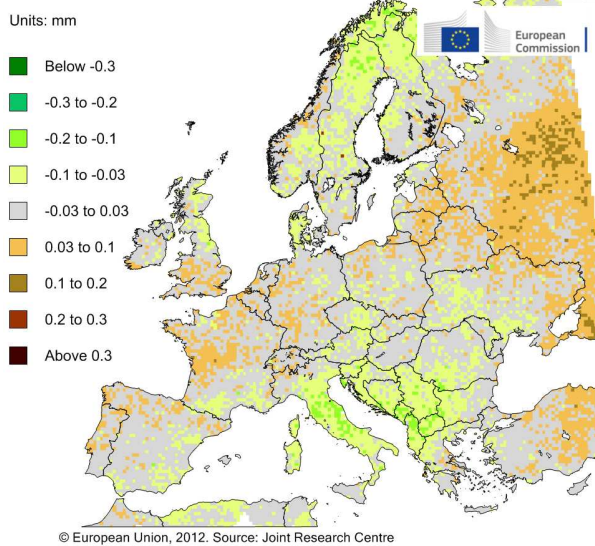 Units: mm
European
Commission
Below -0.3
-0.3 to -0.2
-0.2 to -0.1
-0.1 to -0.03
-0.03 to 0.03
0.03 to 0.1
0.1 to 0.2
0.2 to 0.3
Above 0.3
© European Union, 2012. Source: Joint Research Centre